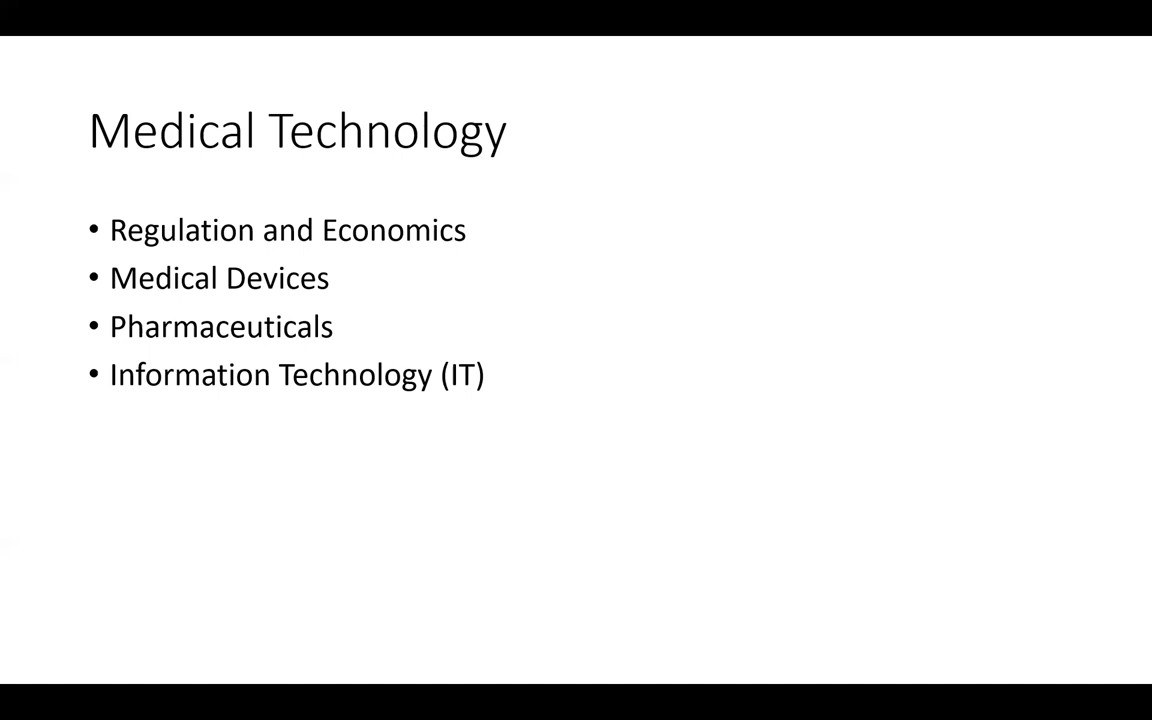 Medical Technology
• Regulation and Economics
• Medical Devices
• Pharmaceuticals
• Information Technology (IT)